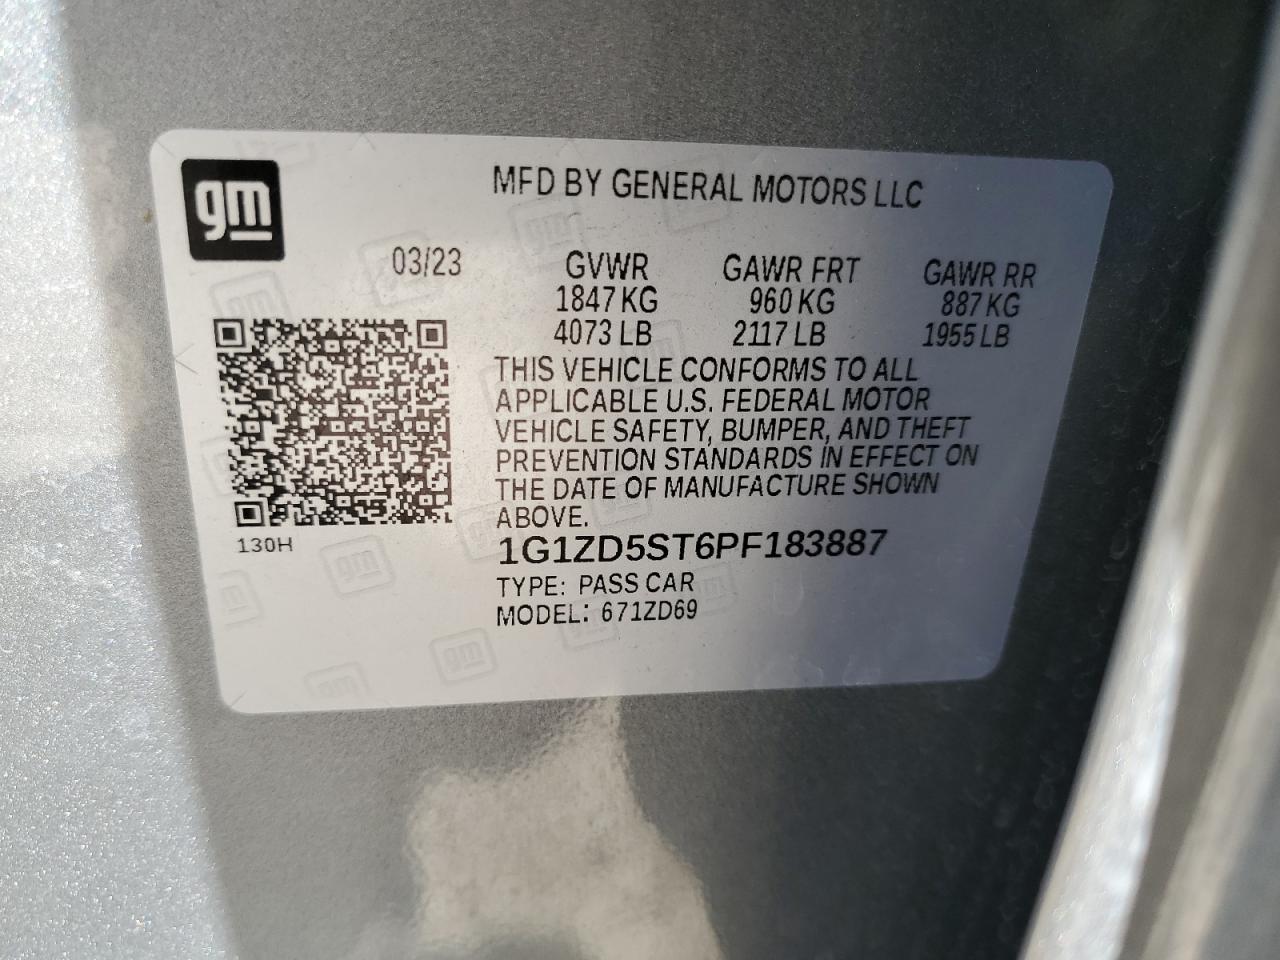 gm
MFD BY GENERAL MOTORS LLC
03/23 GVWR GAWR FRT GAWR RR
1847 KG 960 KG 887 KG
4073 LB 2117 LB 1955 LB
THIS VEHICLE CONFORMS TO ALL
APPLICABLE U.S. FEDERAL MOTOR
VEHICLE SAFETY, BUMPER, AND THEFT
PREVENTION STANDARDS IN EFFECT ON
THE DATE OF MANUFACTURE SHOWN
ABOVE.
130H
1G1ZD5ST6PF183887
TYPE: PASS CAR
MODEL: 671ZD69